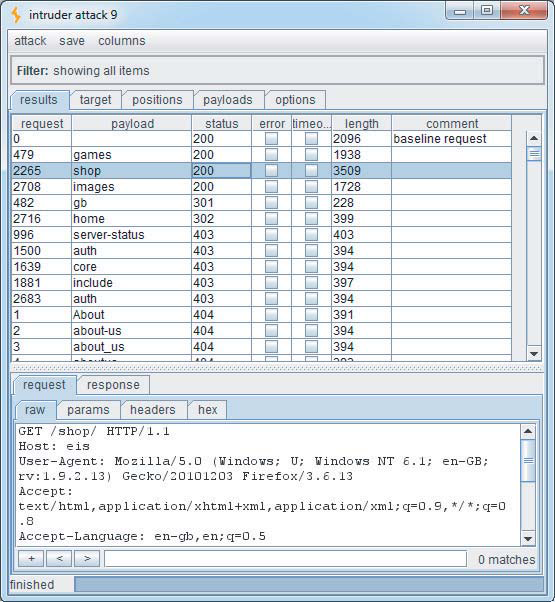 intruder attack 9
attack save columns
Filter: showing all items
results target positions payloads options
request payload status error timeo... length comment
0 200 2096 baseline request
479 games 200 1938
2265 shop 200 3509
2708 images 200 1728
482 gb 301 228
2716 home 302 399
996 server-status 403 403
1500 auth 403 394
1639 core 403 394
1881 include 403 397
2683 auth 403 394
1 About 404 391
2 about-us 404 394
3 about_us 404 394
request response
raw params headers hex
GET /shop/ HTTP/1.1
Host: eis
User-Agent: Mozilla/5.0 (Windows; U; Windows NT 6.1; en-GB;
rv:1.9.2.13) Gecko/20101203 Firefox/3.6.13
Accept:
text/html,application/xhtml+xml,application/xml;q=0.9,*/*;q=0
.8
Accept-Language: en-gb,en;q=0.5
+ < > 0 matches
finished